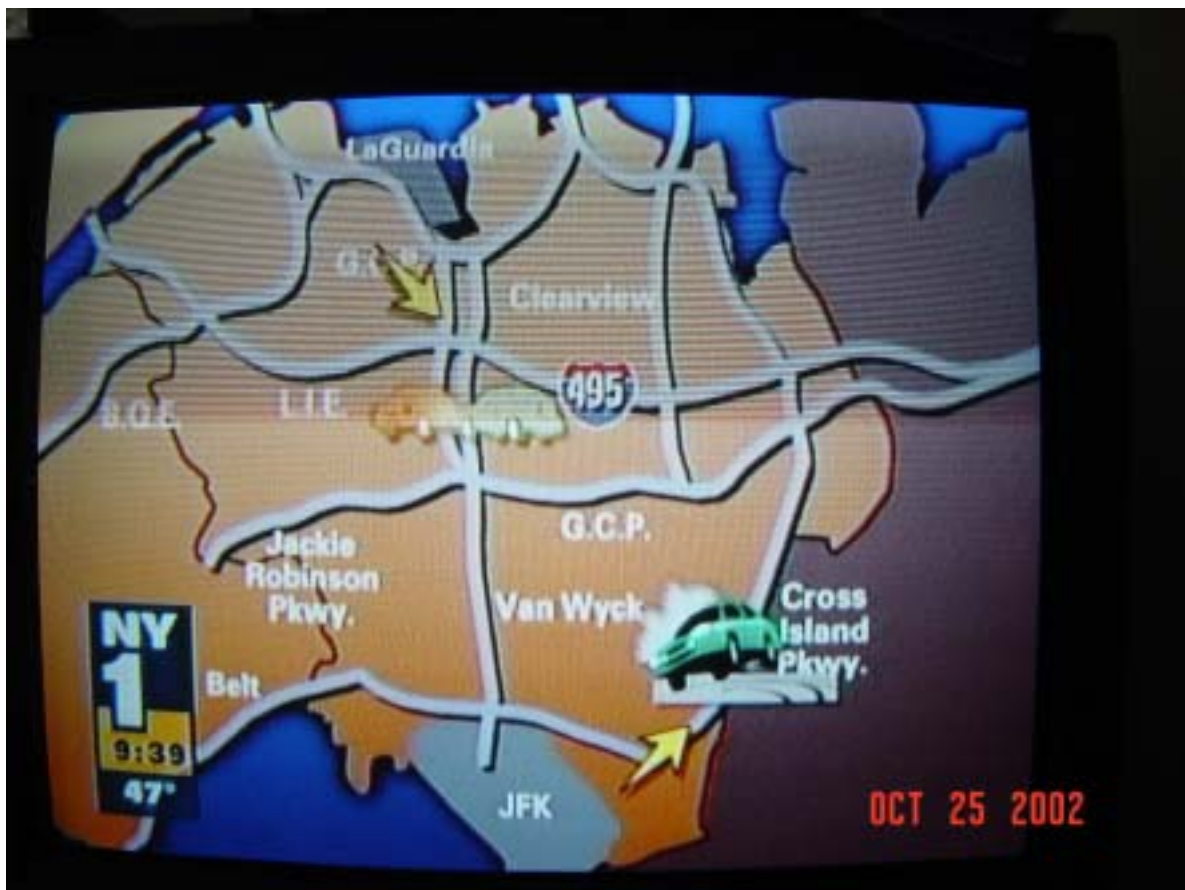 LaGuardia
G.C.P.
Clearview
495
B.Q.E.
L.I.E.
G.C.P.
Jackie
Robinson
Pkwy.
Van Wyck
Cross
Island
Pkwy.
Belt
NY
1
9:39
47°
JFK
OCT 25 2002